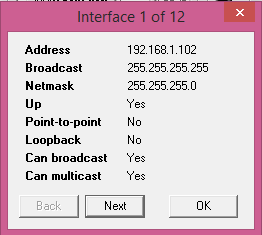 Interface 1 of 12
Address 192.168.1.102
Broadcast 255.255.255.255
Netmask 255.255.255.0
Up Yes
Point-to-point No
Loopback No
Can broadcast Yes
Can multicast Yes
Back Next OK